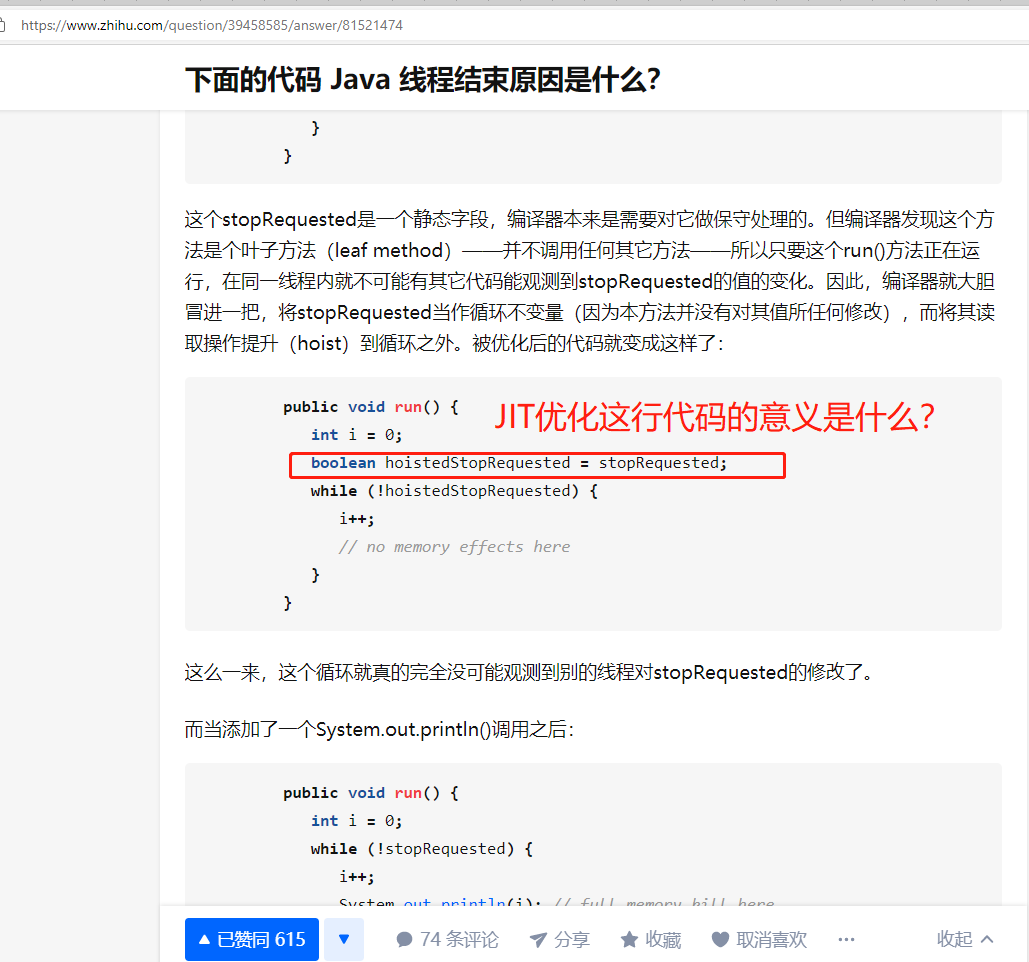 https://www.zhihu.com/question/39458585/answer/81521474
下面的代码 Java 线程结束原因是什么？
}
}
这个stopRequested是一个静态字段，编译器本来是需要对它做保守处理的。但编译器发现这个方
法是个叶子方法（leaf method）——并不调用任何其它方法——所以只要这个run()方法正在运
行，在同一线程内就不可能有其它代码能观测到stopRequested的值的变化。因此，编译器就大胆
冒进一把，将stopRequested当作循环不变量（因为本方法并没有对其值所任何修改），而将其读
取操作提升（hoist）到循环之外。被优化后的代码就变成这样了：
public void run() {
JIT优化这行代码的意义是什么？
int i = 0;
boolean hoistedStopRequested = stopRequested;
while (!hoistedStopRequested) {
i++;
// no memory effects here
}
}
这么一来，这个循环就真的完全没可能观测到别的线程对stopRequested的修改了。
而当添加了一个System.out.println()调用之后：
public void run() {
int i = 0;
while (!stopRequested) {
i++;
System.out.println(i); // full memory kill here
已赞同 615
74 条评论
分享
收藏
取消喜欢
收起